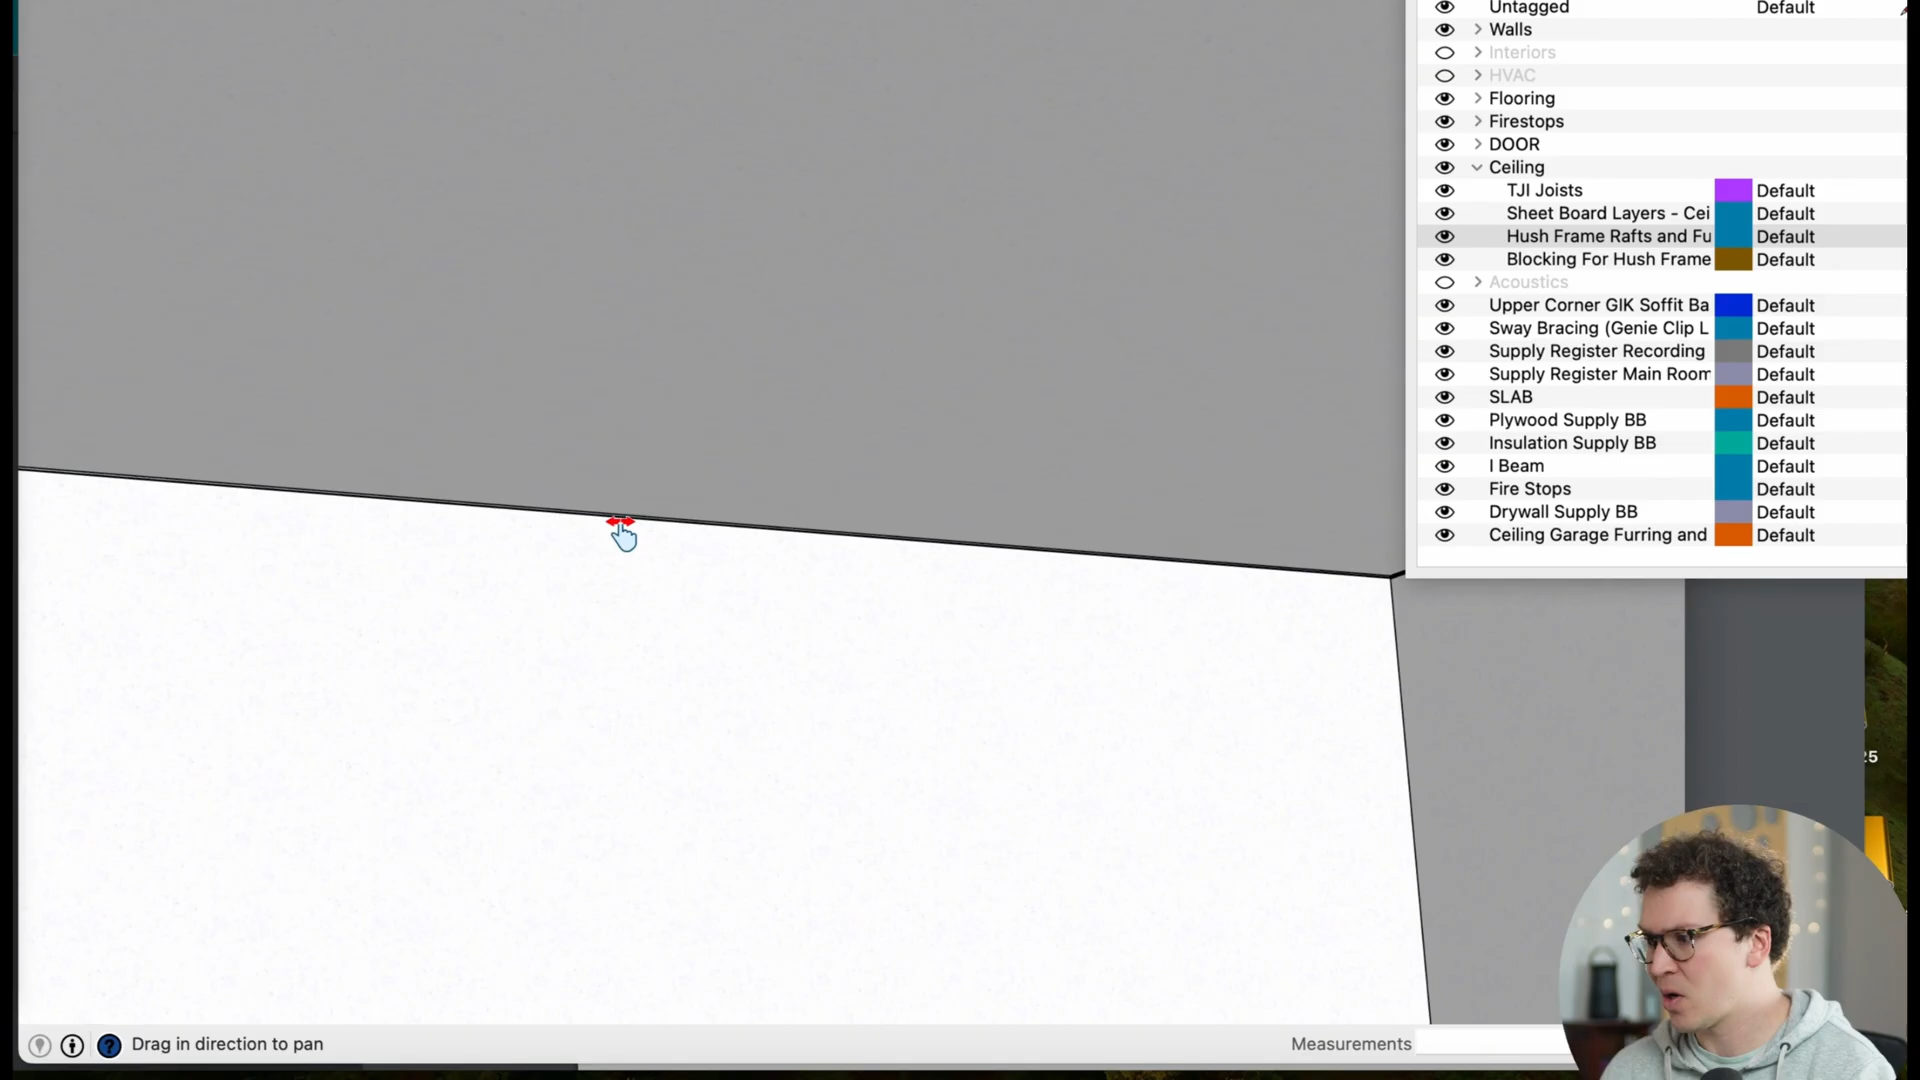 Untagged Default
Walls
Interiors
HVAC
Flooring
Firestops
DOOR
Ceiling
TJI Joists Default
Sheet Board Layers - Cei Default
Hush Frame Rafts and Fu Default
Blocking For Hush Frame Default
Acoustics
Upper Corner GIK Soffit Ba Default
Sway Bracing (Genie Clip L Default
Supply Register Recording Default
Supply Register Main Room Default
SLAB Default
Plywood Supply BB Default
Insulation Supply BB Default
I Beam Default
Fire Stops Default
Drywall Supply BB Default
Ceiling Garage Furring and Default
25
Drag in direction to pan
Measurements